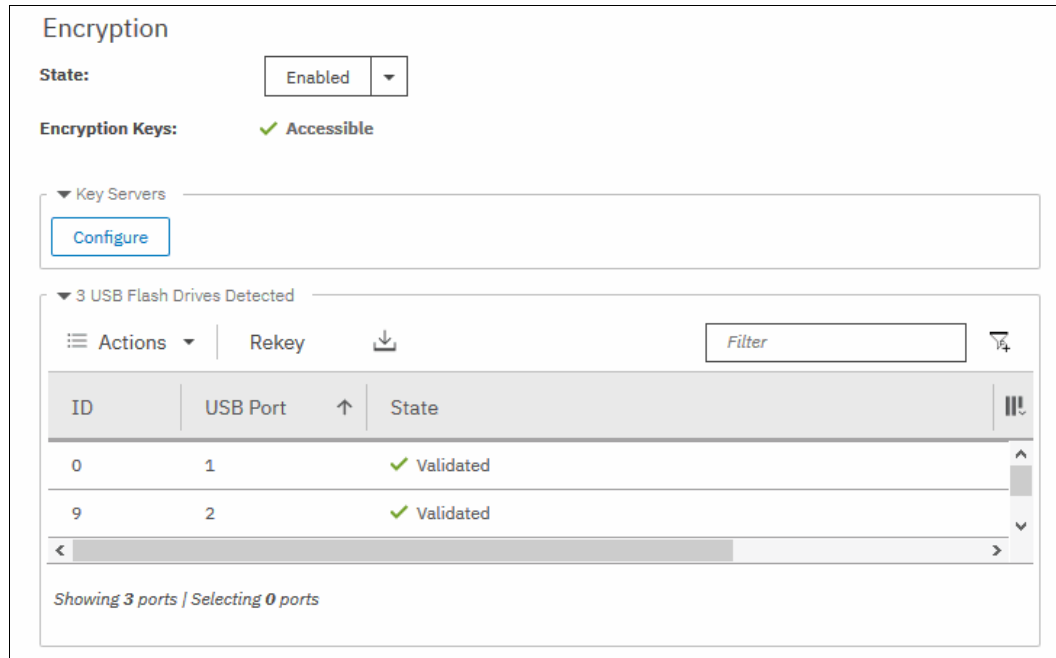 Encryption
State: Enabled
Encryption Keys: Accessible
Key Servers
Configure
3 USB Flash Drives Detected
Actions Rekey Filter
ID USB Port State
0 1 Validated
9 2 Validated
Showing 3 ports | Selecting 0 ports